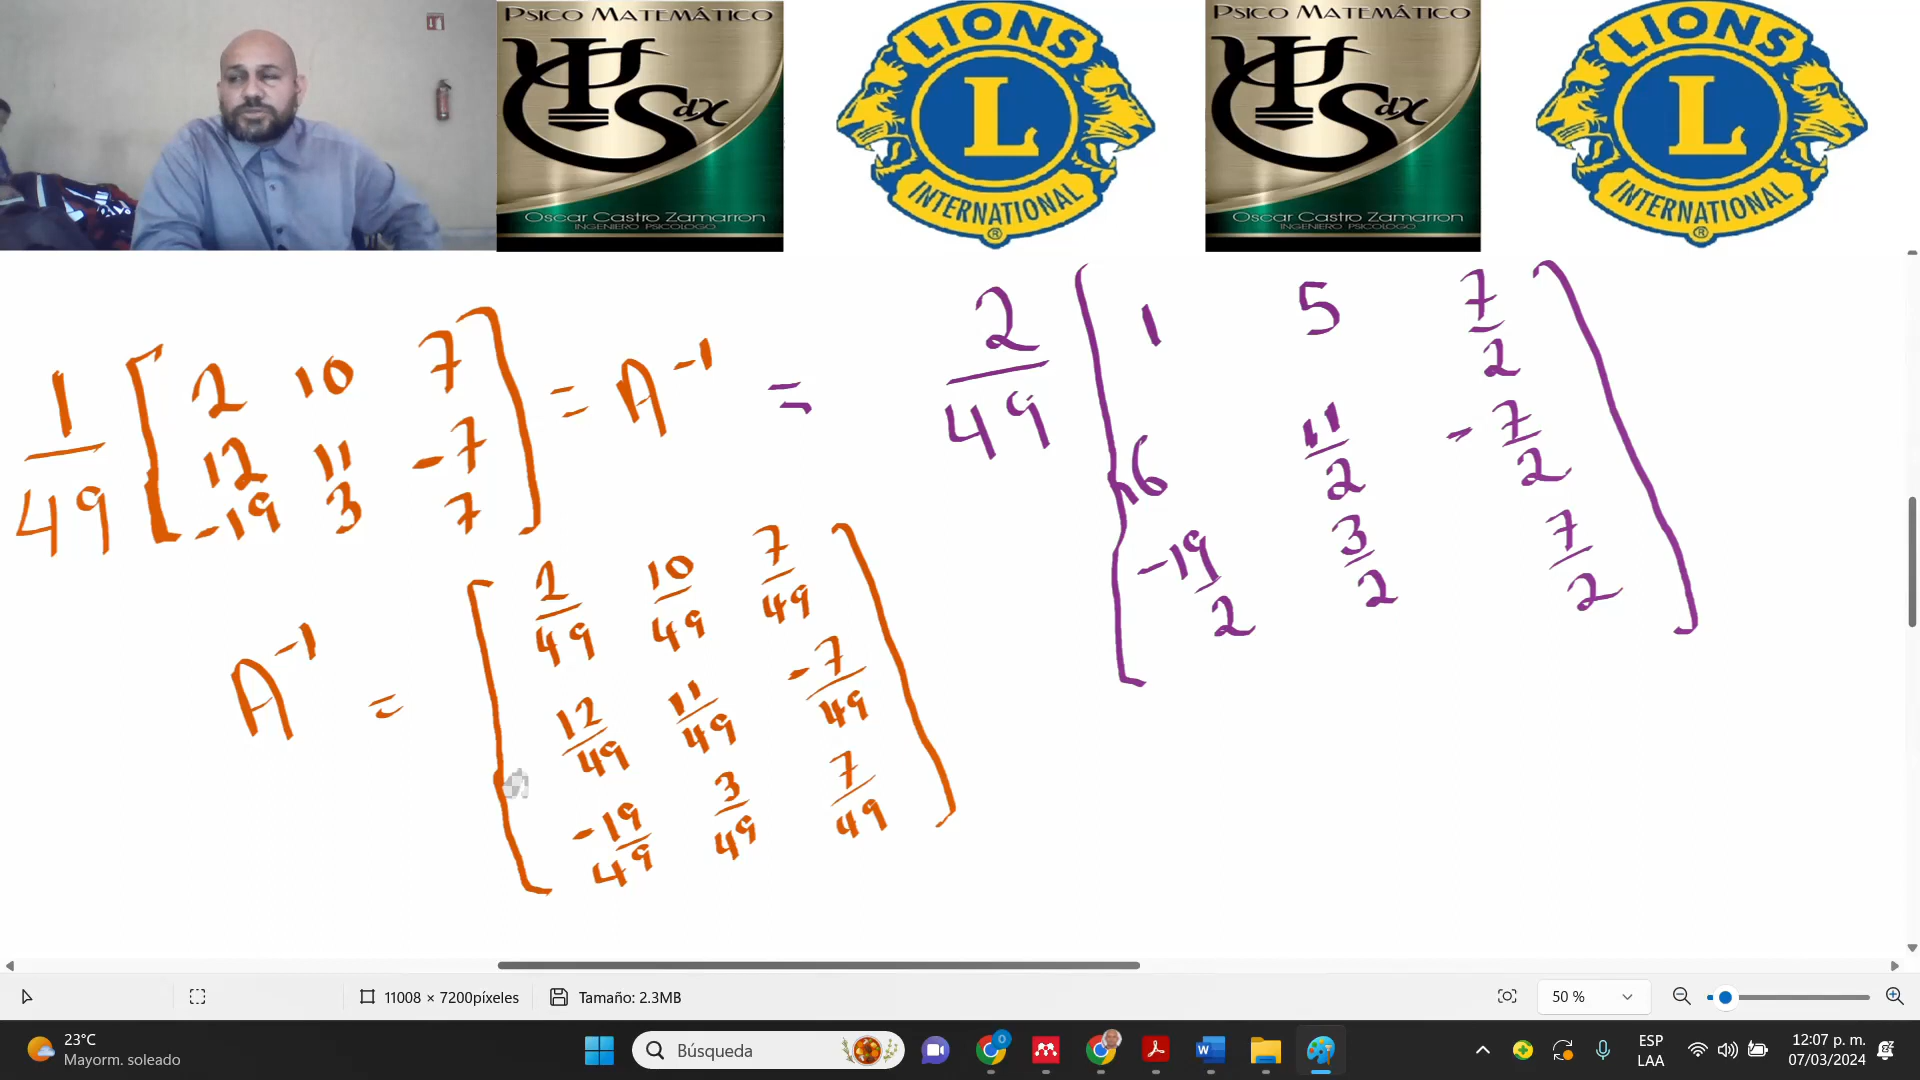 PSICO MATEMÁTICO
dx
Oscar Castro Zamarron
INGENIERO PSICOLOGO
LIONS
L
INTERNATIONAL
®
PSICO MATEMÁTICO
dx
Oscar Castro Zamarron
INGENIERO PSICOLOGO
LIONS
L
INTERNATIONAL
®
1/49 [2 10 7
12 11 -7
-19 3 7] = A⁻¹ = 2/49 [1 5 7/2
6 11/2 -7/2
-19/2 3/2 7/2]
A⁻¹ = [2/49 10/49 7/49
12/49 11/49 -7/49
-19/49 3/49 7/49]
11008 × 7200píxeles
Tamaño: 2.3MB
50 %
23°C
Mayorm. soleado
Búsqueda
ESP
LAA
12:07 p. m.
07/03/2024